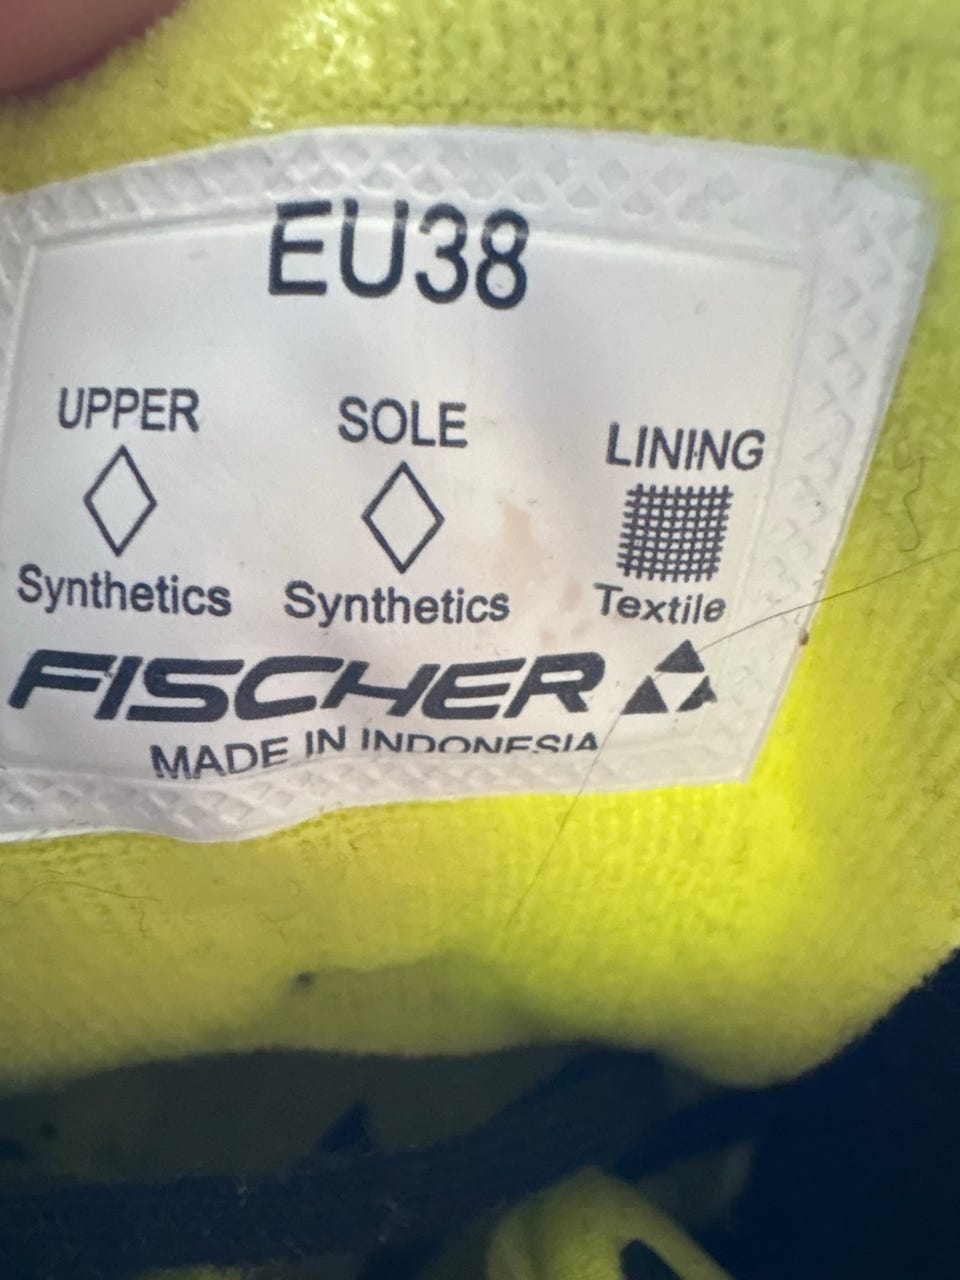 EU38
UPPER SOLE LINING
Synthetics Synthetics Textile
FISCHER
MADE IN INDONESIA